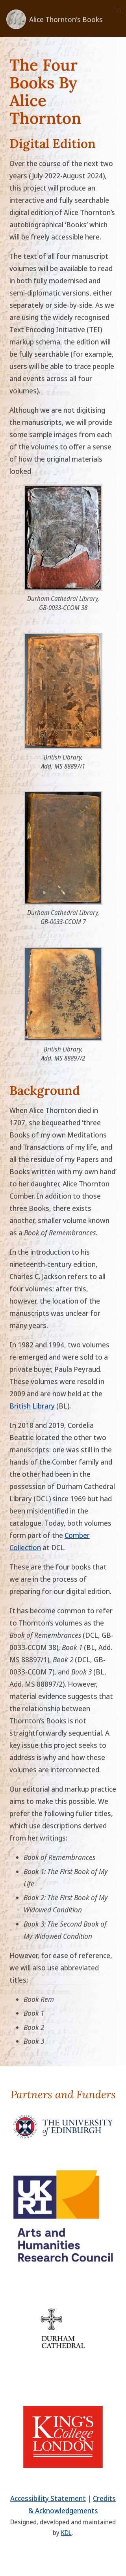 Alice Thornton's Books
The Four
Books By
Alice
Thornton
Digital Edition
Over the course of the next two
years (July 2022-August 2024),
this project will produce an
interactive and fully searchable
digital edition of Alice Thornton's
autobiographical 'Books' which
will be freely accessible here.
The text of all four manuscript
volumes will be available to read
in both fully modernised and
semi-diplomatic versions, either
separately or side-by-side. As we
are using the widely recognised
Text Encoding Initiative (TEI)
markup schema, the edition will
be fully searchable (for example,
users will be able to trace people
and events across all four
volumes).
Although we are not digitising
the manuscripts, we will provide
some sample images from each
of the volumes to offer a sense
of how the original materials
looked.
Durham Cathedral Library,
GB-0033-CCOM 38
British Library,
Add. MS 88897/1
Durham Cathedral Library,
GB-0033-CCOM 7
British Library,
Add. MS 88897/2
Background
When Alice Thornton died in
1707, she bequeathed 'three
Books of my owne Meditations
and Transactions of my life, and
all the residue of my Papers and
Books written with my own hand'
to her daughter, Alice Thornton
Comber. In addition to those
three Books, there exists
another, smaller volume known
as a Book of Remembrances.
In the introduction to his
nineteenth-century edition,
Charles C. Jackson refers to all
four volumes; after this,
however, the location of the
manuscripts was unclear for
many years.
In 1982 and 1994, two volumes
re-emerged and were sold to a
private buyer, Paula Peyraud.
These volumes were resold in
2009 and are now held at the
British Library (BL).
In 2018 and 2019, Cordelia
Beattie located the other two
manuscripts: one was still in the
hands of the Comber family and
the other had been in the
possession of Durham Cathedral
Library (DCL) since 1969 but had
been misidentified in the
catalogue. Today, both volumes
form part of the Comber
Collection at DCL.
These are the four books that
we are in the process of
preparing for our digital edition.
It has become common to refer
to Thornton's volumes as the
Book of Remembrances (DCL, GB-
0033-CCOM 38), Book 1 (BL, Add.
MS 88897/1), Book 2 (DCL, GB-
0033-CCOM 7), and Book 3 (BL,
Add. MS 88897/2). However,
material evidence suggests that
the relationship between
Thornton's Books is not
straightforwardly sequential. A
key issue that this project seeks to
address is why and how these
volumes are interconnected.
Our editorial and markup practice
aims to make this possible. We
prefer the following fuller titles,
which use descriptions derived
from her writings:
Book of Remembrances
Book 1: The First Book of My
Life
Book 2: The First Book of My
Widowed Condition
Book 3: The Second Book of
My Widowed Condition
However, for ease of reference,
we will also use abbreviated
titles:
Book Rem
Book 1
Book 2
Book 3
Partners and Funders
THE UNIVERSITY
of EDINBURGH
UK
RI
Arts and
Humanities
Research Council
DURHAM
CATHEDRAL
KING'S
College
LONDON
Accessibility Statement | Credits
& Acknowledgements
Designed, developed and maintained
by KDL.